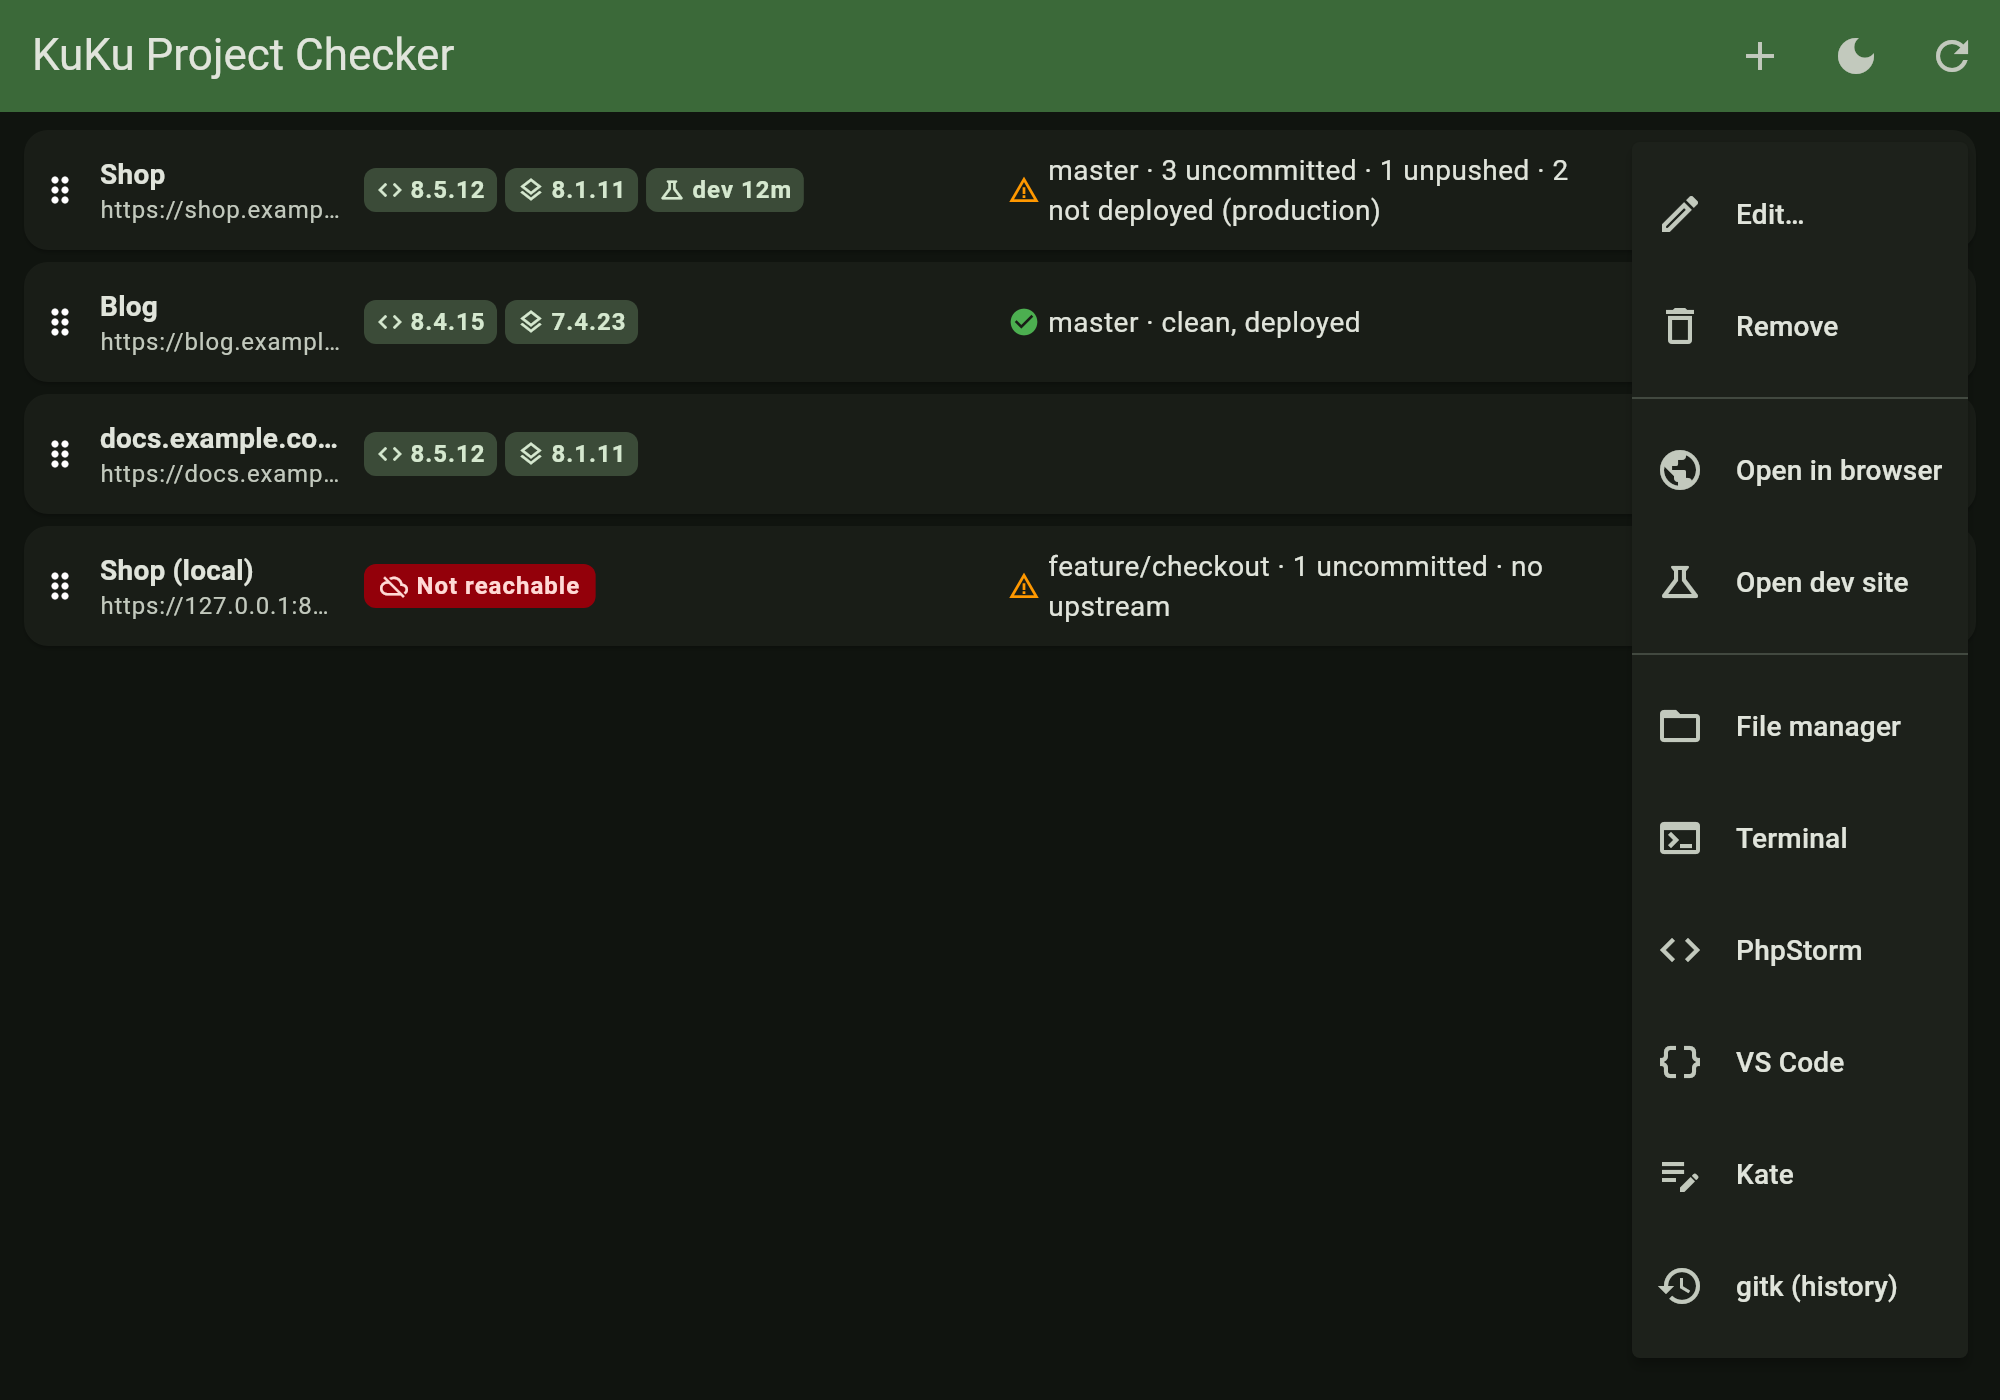 KuKu Project Checker
Shop
https://shop.examp…
8.5.12
8.1.11
dev 12m
master · 3 uncommitted · 1 unpushed · 2
not deployed (production)
Blog
https://blog.exampl…
8.4.15
7.4.23
master · clean, deployed
docs.example.co…
https://docs.examp…
8.5.12
8.1.11
Shop (local)
https://127.0.0.1:8…
Not reachable
feature/checkout · 1 uncommitted · no
upstream
Edit…
Remove
Open in browser
Open dev site
File manager
Terminal
PhpStorm
VS Code
Kate
gitk (history)